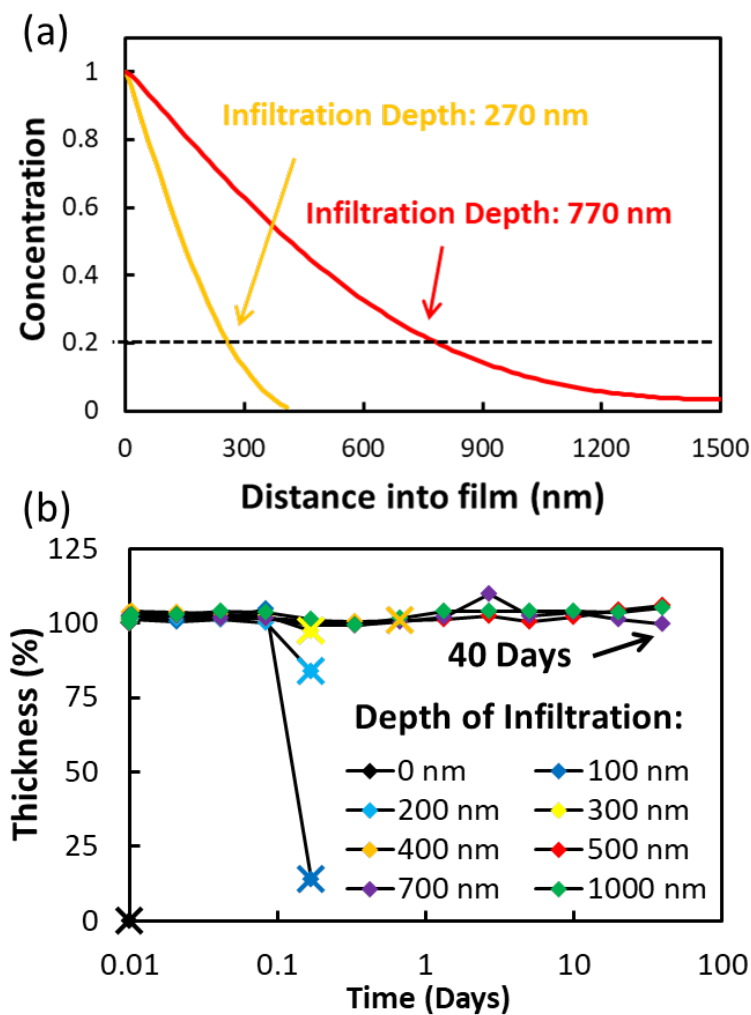 (a)
Concentration
1
0.8
0.6
0.4
0.2
0
Infiltration Depth: 270 nm
Infiltration Depth: 770 nm
0 300 600 900 1200 1500
Distance into film (nm)
(b)
Thickness (%)
125
100
75
50
25
0
40 Days
Depth of Infiltration:
0 nm 100 nm
200 nm 300 nm
400 nm 500 nm
700 nm 1000 nm
0.01 0.1 1 10 100
Time (Days)